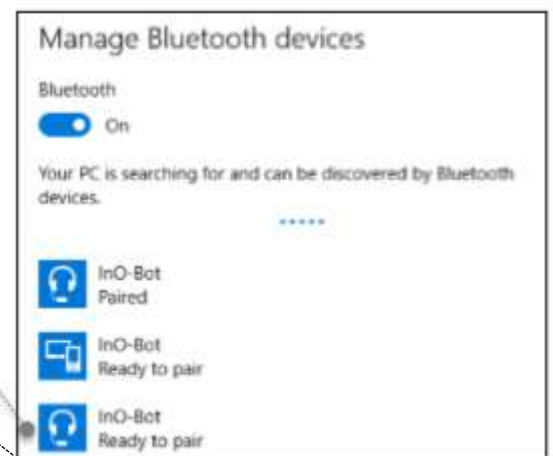 Manage Bluetooth devices
Bluetooth
On
Your PC is searching for and can be discovered by Bluetooth
devices.
InO-Bot
Paired
InO-Bot
Ready to pair
InO-Bot
Ready to pair